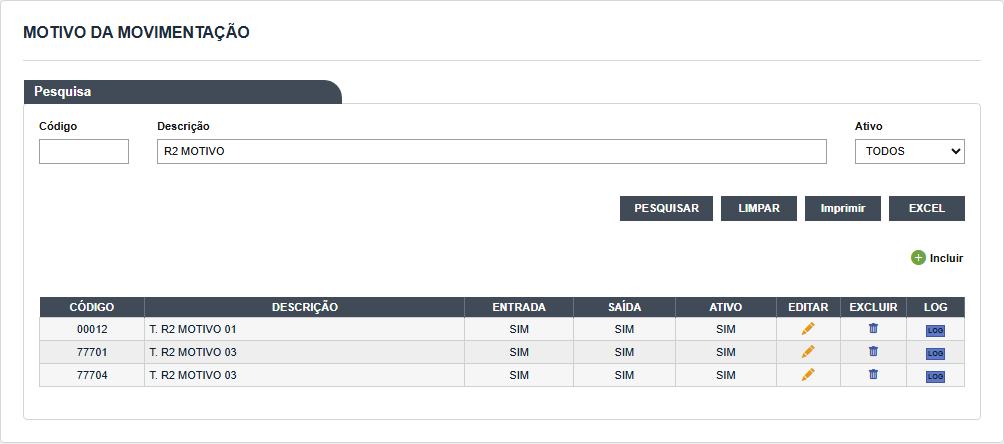 MOTIVO DA MOVIMENTAÇÃO
Pesquisa
Código Descrição Ativo
R2 MOTIVO TODOS
PESQUISAR LIMPAR Imprimir EXCEL
Incluir
CÓDIGO DESCRIÇÃO ENTRADA SAÍDA ATIVO EDITAR EXCLUIR LOG
00012 T. R2 MOTIVO 01 SIM SIM SIM LOG
77701 T. R2 MOTIVO 03 SIM SIM SIM LOG
77704 T. R2 MOTIVO 03 SIM SIM SIM LOG